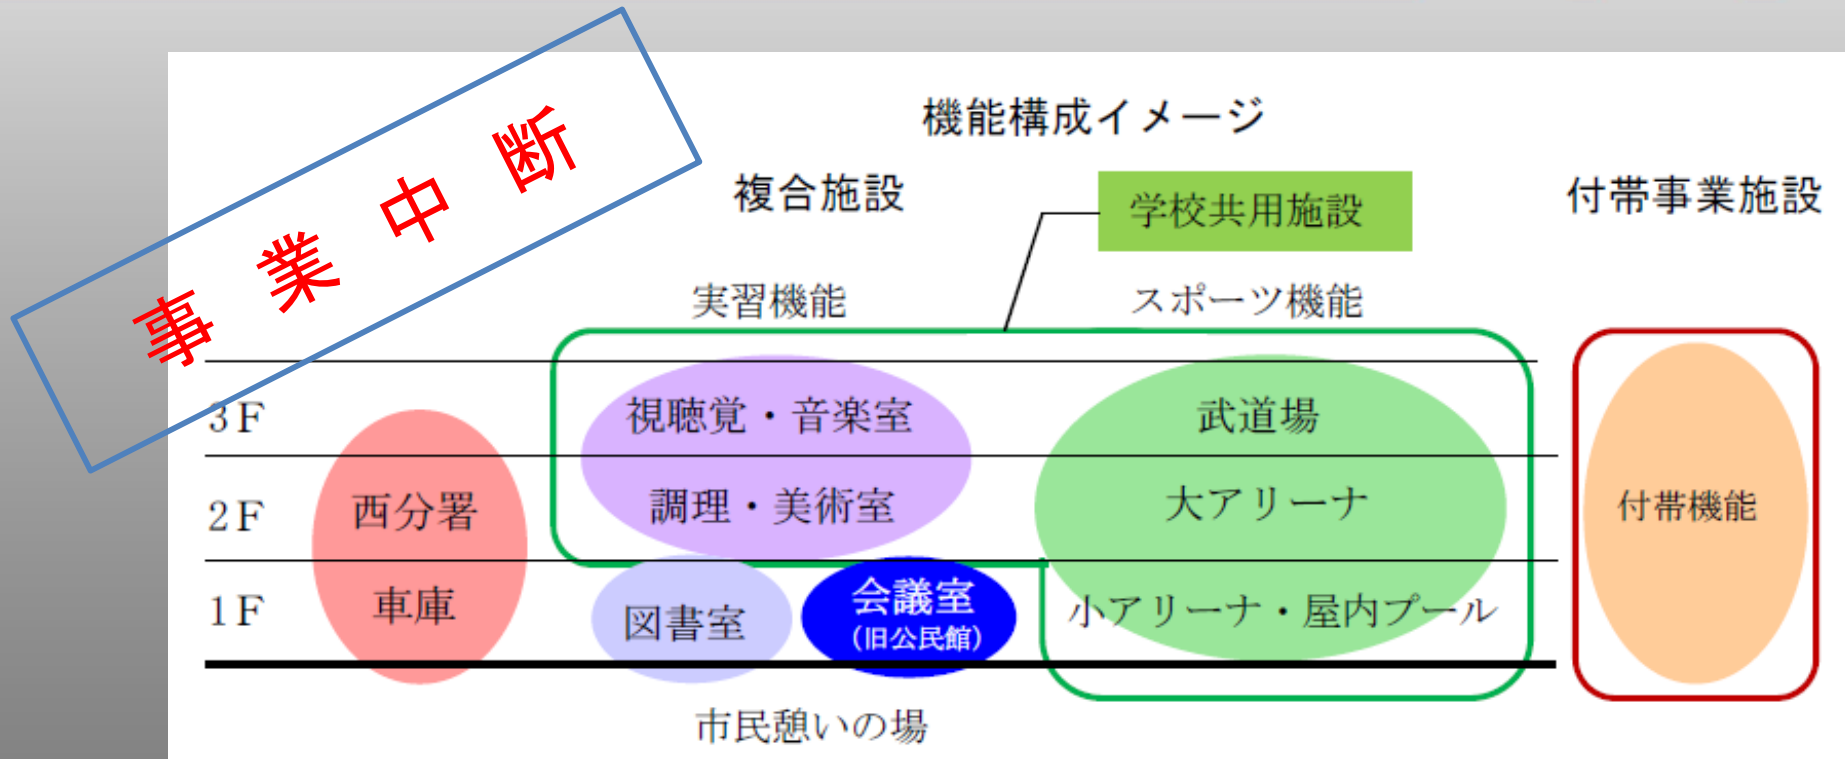 事業中断
機能構成イメージ
複合施設
学校共用施設
付帯事業施設
実習機能
スポーツ機能
3F
視聴覚・音楽室
武道場
2F
西分署
調理・美術室
大アリーナ
付帯機能
1F
車庫
図書室
会議室
(旧公民館)
小アリーナ・屋内プール
市民憩いの場